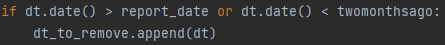 if dt.date() > report_date or dt.date() < twomonthsago:
    dt_to_remove.append(dt)